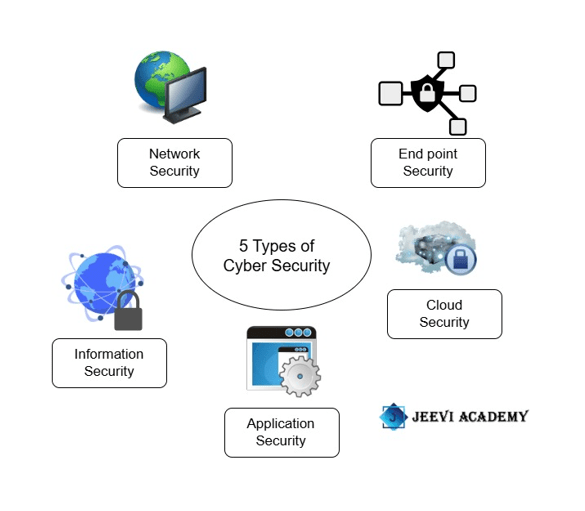 Network
Security
End point
Security
5 Types of
Cyber Security
Cloud
Security
Information
Security
Application
Security
JEEVI ACADEMY